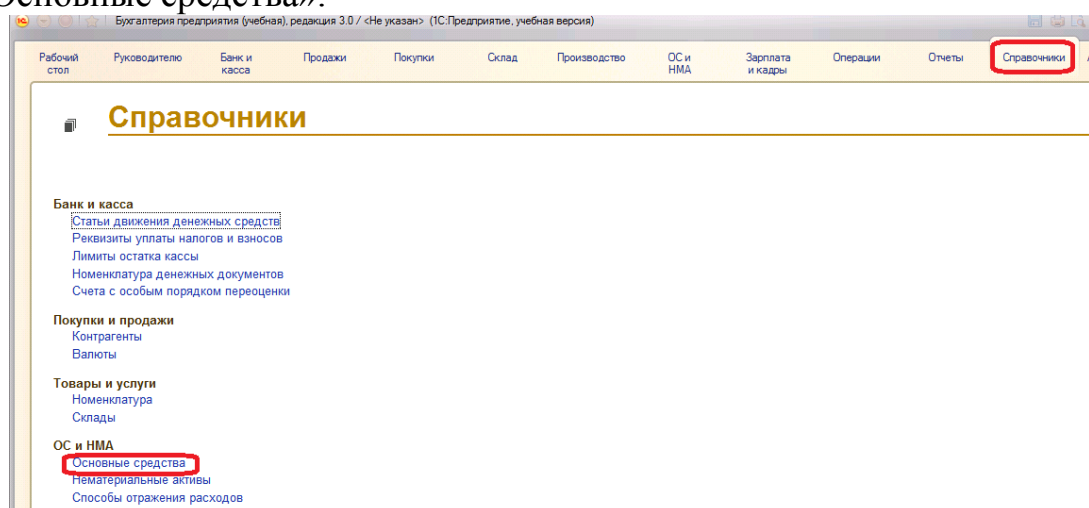 Основные средства».
Бухгалтерия предприятия (учебная), редакция 3.0 / <Не указан> (1С:Предприятие, учебная версия)
Рабочий стол
Руководителю
Банк и касса
Продажи
Покупки
Склад
Производство
ОС и НМА
Зарплата и кадры
Операции
Отчеты
Справочники
Справочники
Банк и касса
Статьи движения денежных средств
Реквизиты уплаты налогов и взносов
Лимиты остатка кассы
Номенклатура денежных документов
Счета с особым порядком переоценки
Покупки и продажи
Контрагенты
Валюты
Товары и услуги
Номенклатура
Склады
ОС и НМА
Основные средства
Нематериальные активы
Способы отражения расходов